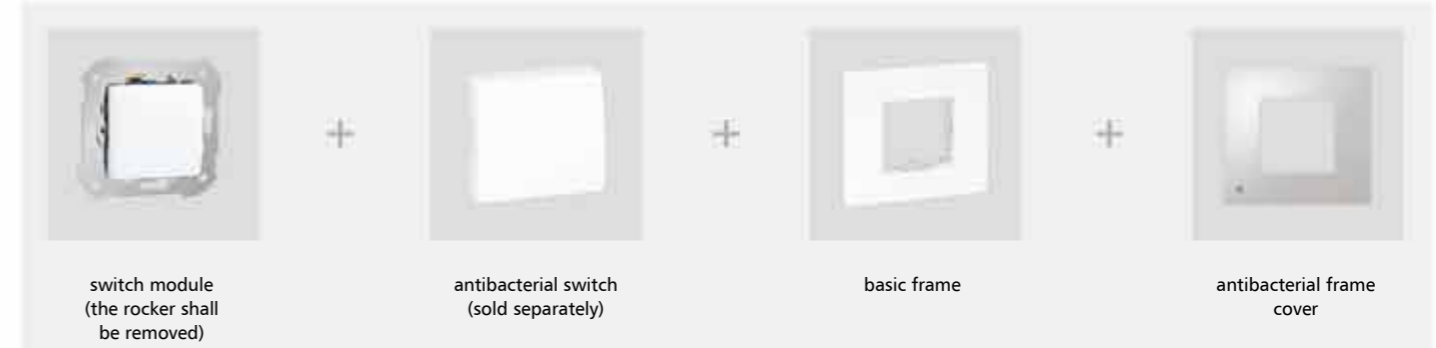 switch module
(the rocker shall
be removed)
antibacterial switch
(sold separately)
basic frame
antibacterial frame
cover